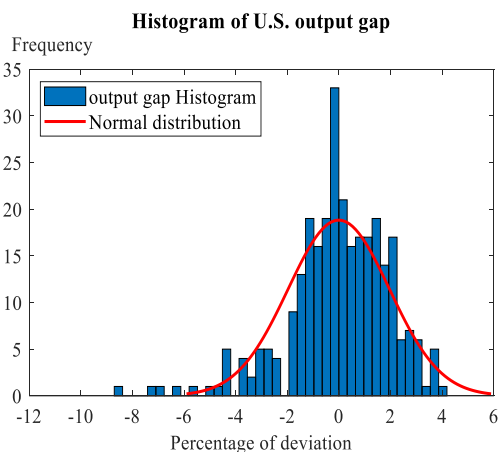 Histogram of U.S. output gap
Frequency
35
30
25
20
15
10
5
0
output gap Histogram
Normal distribution
-12 -10 -8 -6 -4 -2 0 2 4 6
Percentage of deviation